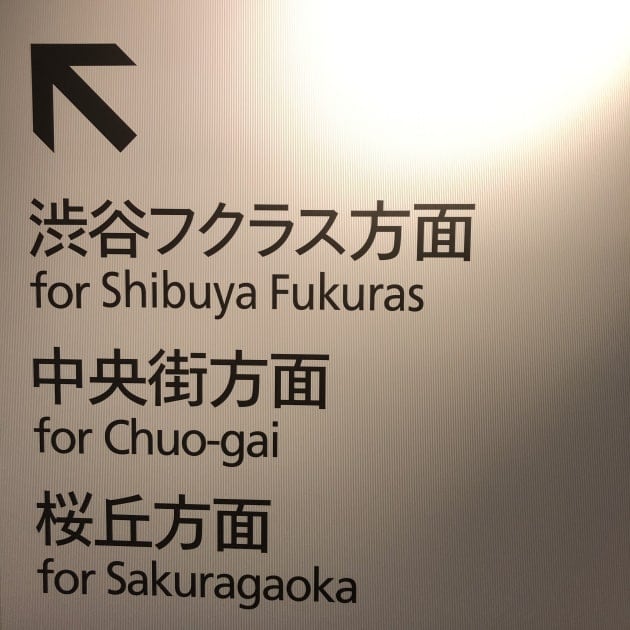 渋谷フクラス方面
for Shibuya Fukuras
中央街方面
for Chuo-gai
桜丘方面
for Sakuragaoka